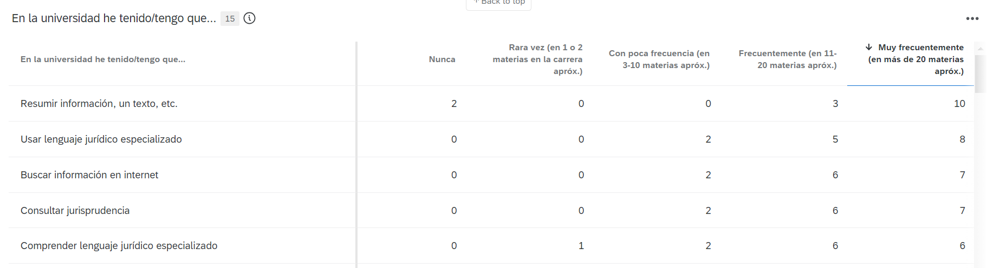 ↑ Back to top
En la universidad he tenido/tengo que... 15
En la universidad he tenido/tengo que...
Nunca
Rara vez (en 1 o 2
materias en la carrera
apróx.)
Con poca frecuencia (en
3-10 materias apróx.)
Frecuentemente (en 11-
20 materias apróx.)
↓ Muy frecuentemente
(en más de 20 materias
apróx.)
Resumir información, un texto, etc. 2 0 0 3 10
Usar lenguaje jurídico especializado 0 0 2 5 8
Buscar información en internet 0 0 2 6 7
Consultar jurisprudencia 0 0 2 6 7
Comprender lenguaje jurídico especializado 0 1 2 6 6